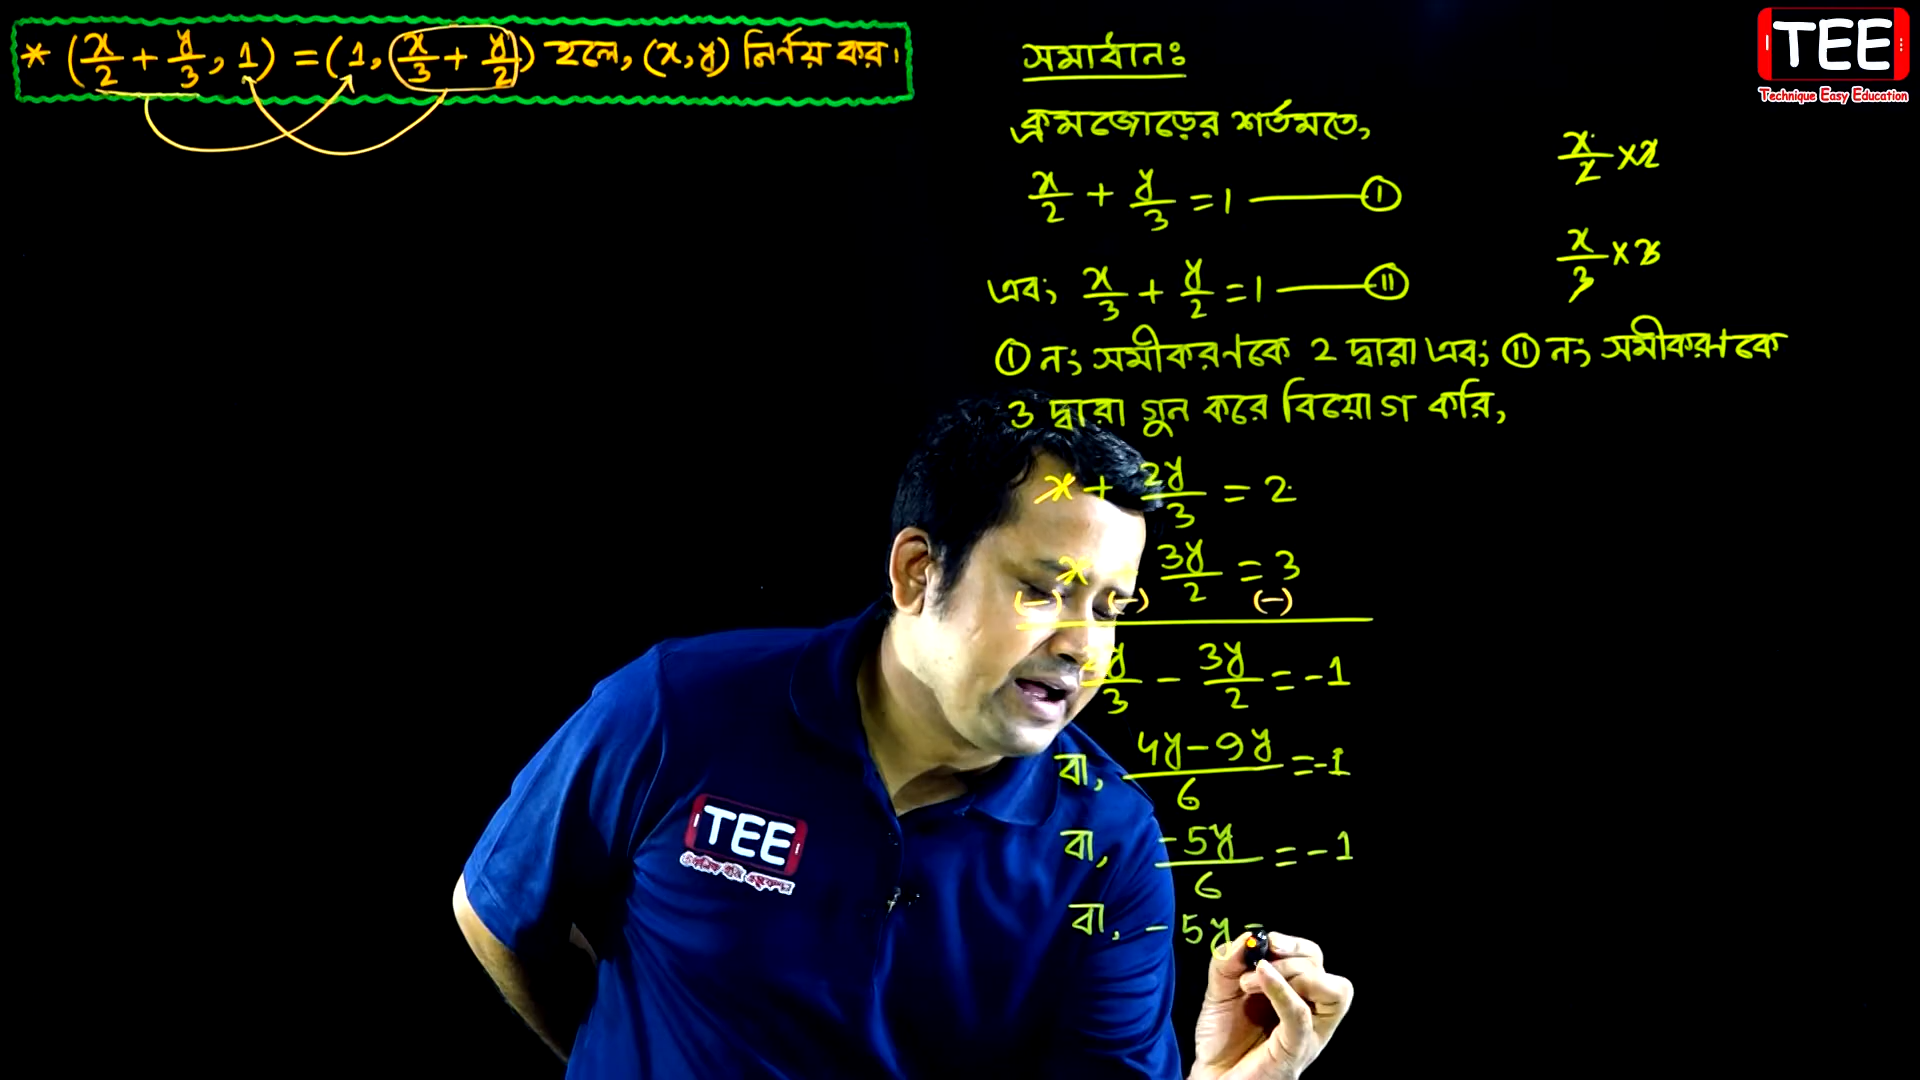 * (x/2 + y/3, 1) = (1, x/3 + y/2) হলে, (x, y) নির্ণয় কর।
সমাধানঃ
ক্রমজোড়ের শর্তমতে,
x/2 + y/3 = 1 —— (I)
এবং x/3 + y/2 = 1 —— (II)
(I) নং সমীকরণকে 2 দ্বারা এবং (II) নং সমীকরণকে
3 দ্বারা গুন করে বিয়োগ করি,
x + 2y/3 = 2
x + 3y/2 = 3
(-) (-) (-)
2y/3 - 3y/2 = -1
বা, 4y-9y/6 = -1
বা, -5y/6 = -1
বা, -5y =
x/2 × 2
x/3 × 3
TEE
Technique Easy Education
TEE